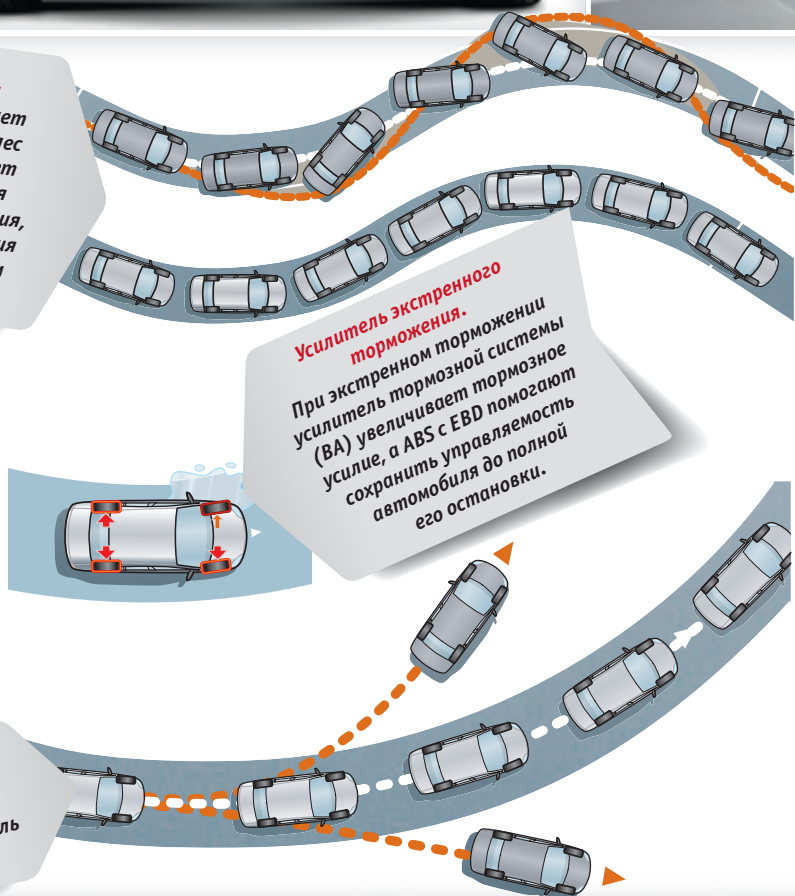 ния,
Усилитель экстренного
торможения.
При экстренном торможении
усилитель тормозной системы
(BA) увеличивает тормозное
усилие, а ABS с EBD помогают
сохранить управляемость
автомобиля до полной
его остановки.